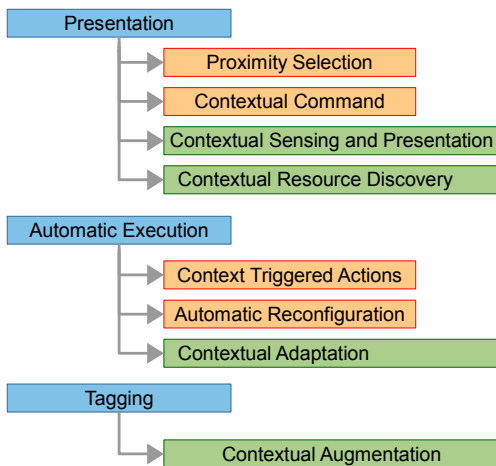 Presentation
Proximity Selection
Contextual Command
Contextual Sensing and Presentation
Contextual Resource Discovery
Automatic Execution
Context Triggered Actions
Automatic Reconfiguration
Contextual Adaptation
Tagging
Contextual Augmentation